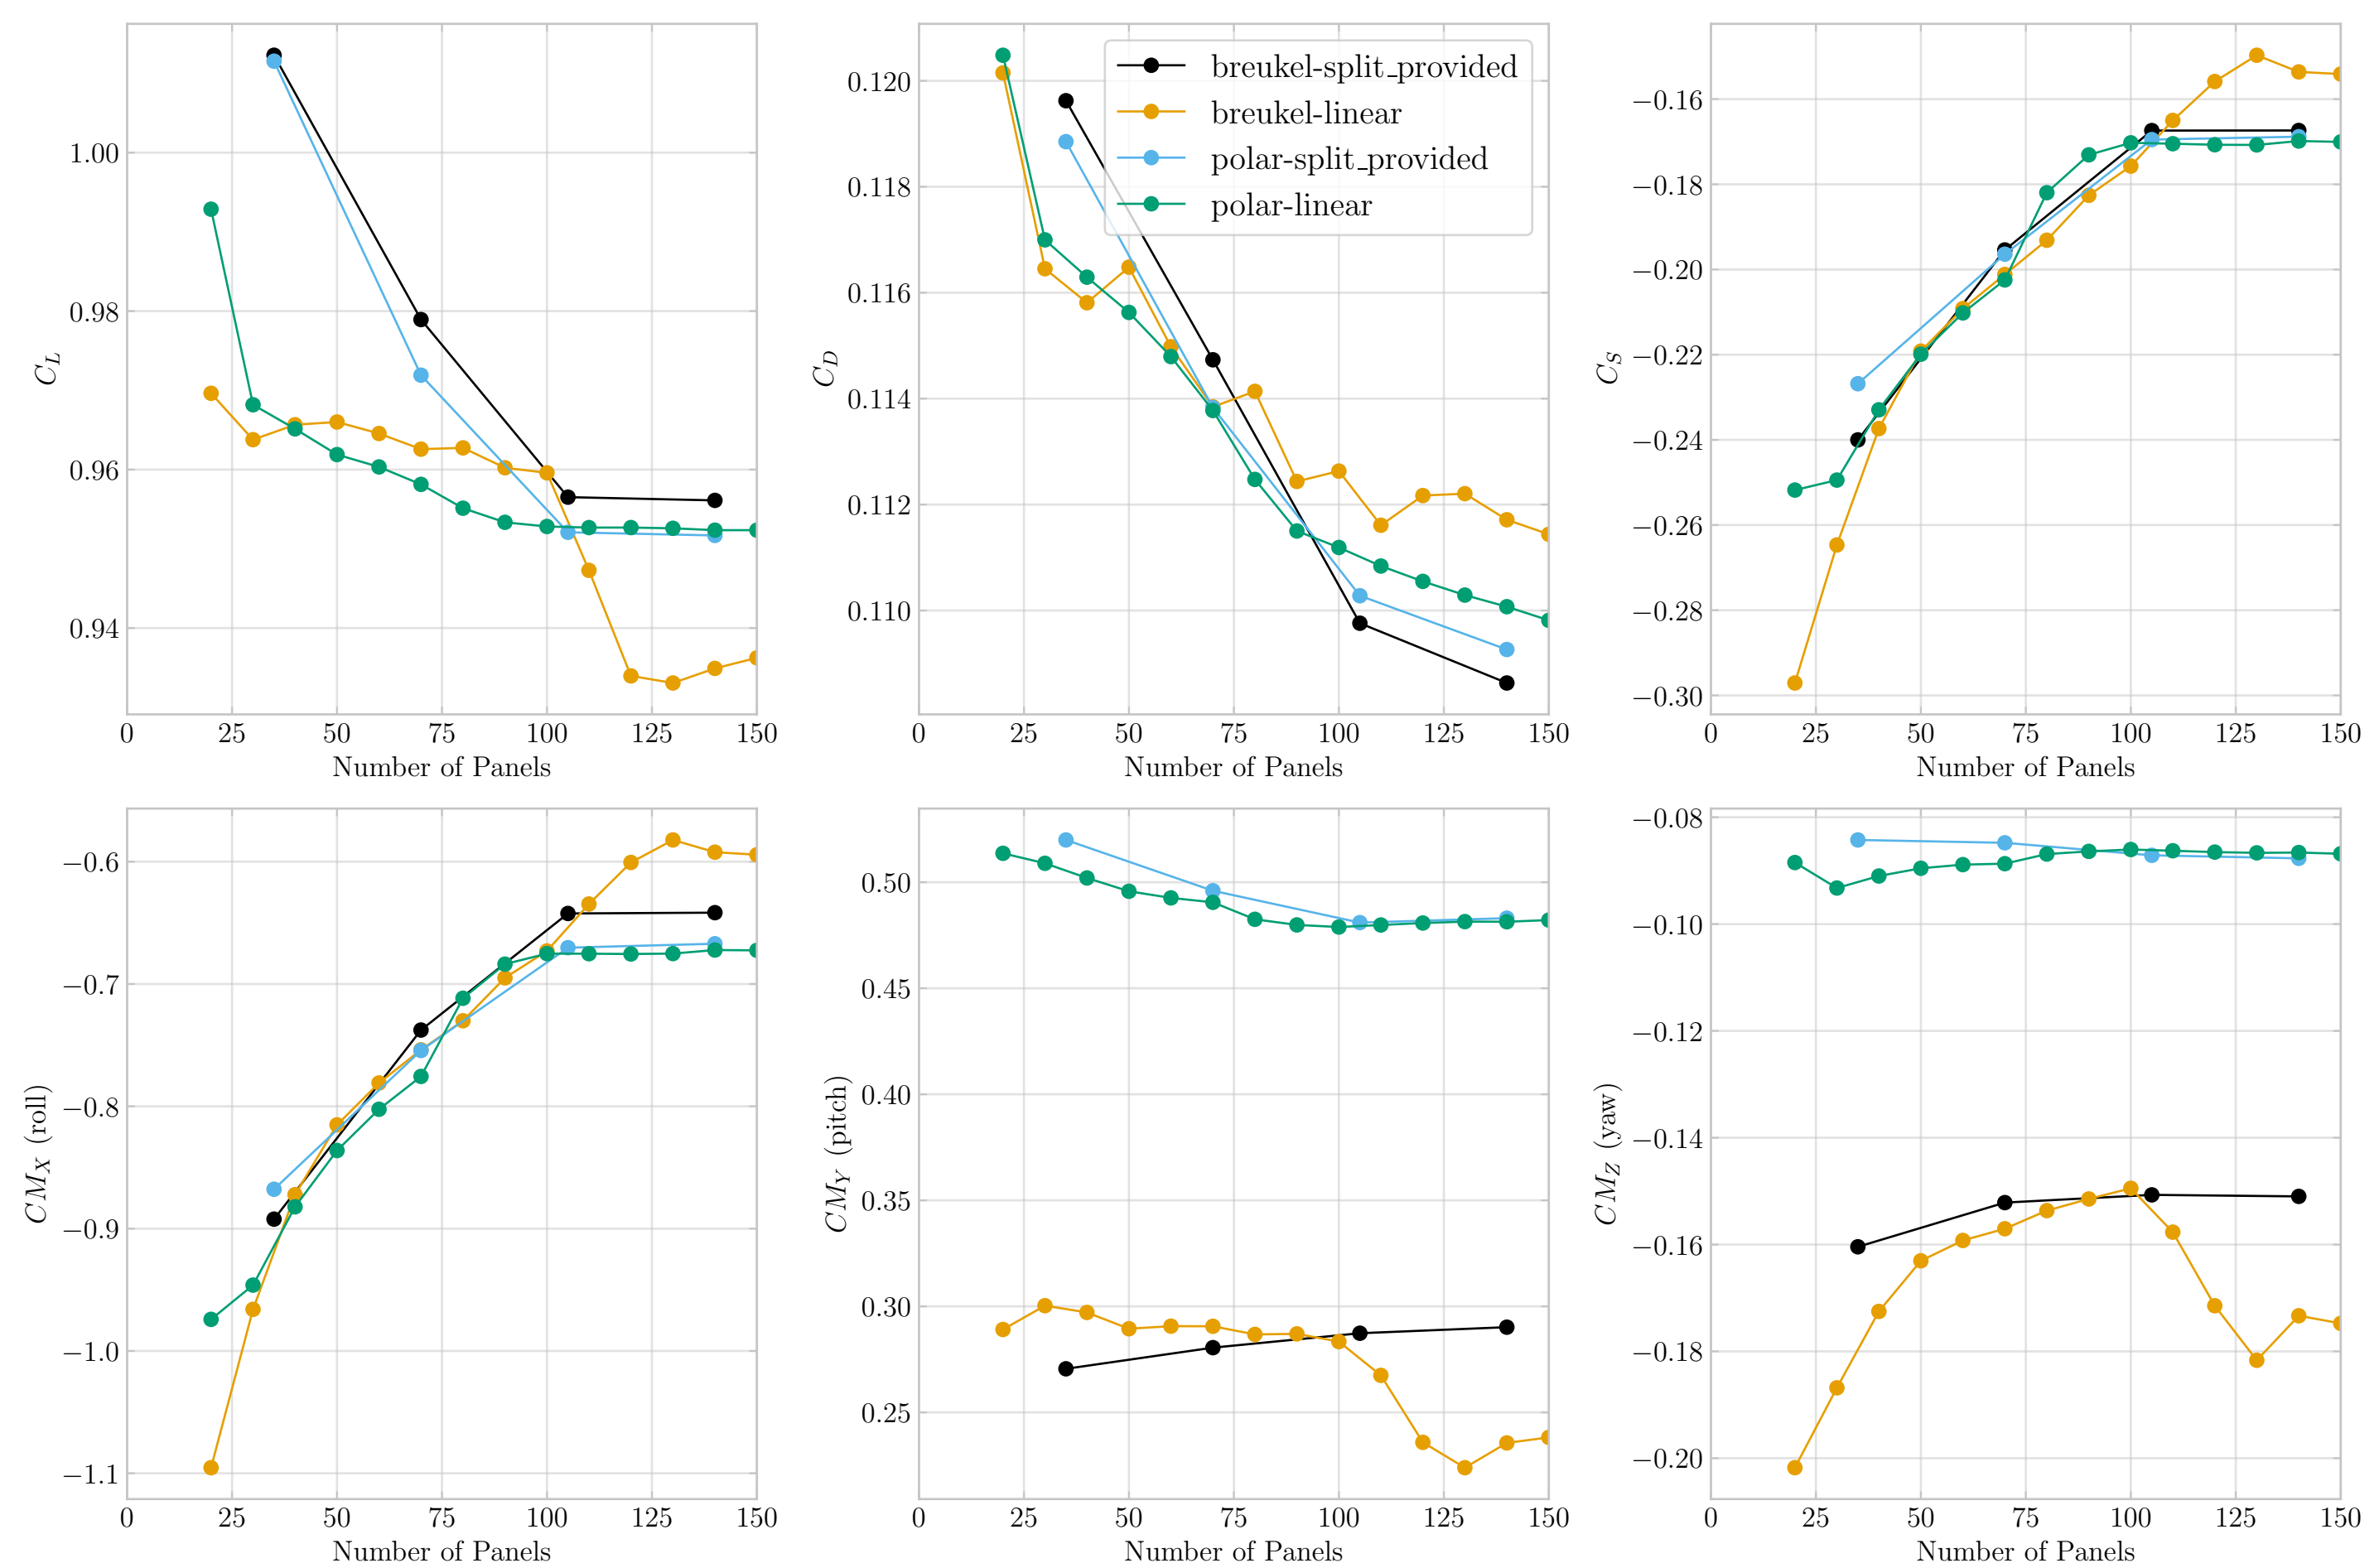 1.00
0.98
0.96
0.94
C_L
0 25 50 75 100 125 150
Number of Panels
0.120
0.118
0.116
0.114
0.112
0.110
C_D
breukel-split_provided
breukel-linear
polar-split_provided
polar-linear
0 25 50 75 100 125 150
Number of Panels
−0.16
−0.18
−0.20
−0.22
−0.24
−0.26
−0.28
−0.30
C_S
0 25 50 75 100 125 150
Number of Panels
−0.6
−0.7
−0.8
−0.9
−1.0
−1.1
CM_X (roll)
0 25 50 75 100 125 150
Number of Panels
0.50
0.45
0.40
0.35
0.30
0.25
CM_Y (pitch)
0 25 50 75 100 125 150
Number of Panels
−0.08
−0.10
−0.12
−0.14
−0.16
−0.18
−0.20
CM_Z (yaw)
0 25 50 75 100 125 150
Number of Panels